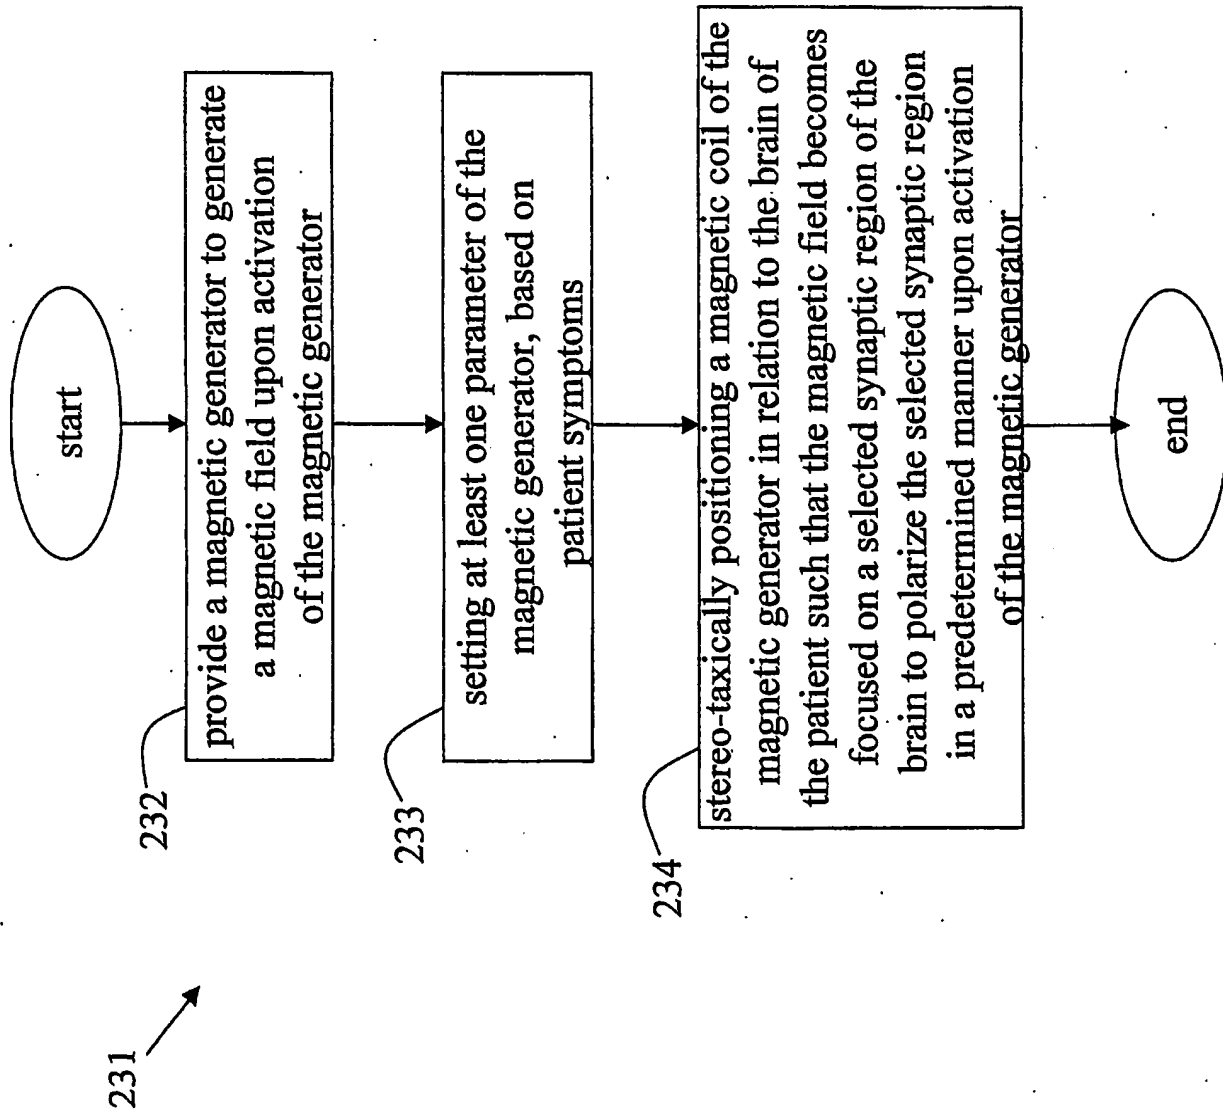 231
start
232
provide a magnetic generator to generate
a magnetic field upon activation
of the magnetic generator
233
setting at least one parameter of the
magnetic generator, based on
patient symptoms
234
stereo-taxically positioning a magnetic coil of the
magnetic generator in relation to the brain of
the patient such that the magnetic field becomes
focused on a selected synaptic region of the
brain to polarize the selected synaptic region
in a predetermined manner upon activation
of the magnetic generator
end